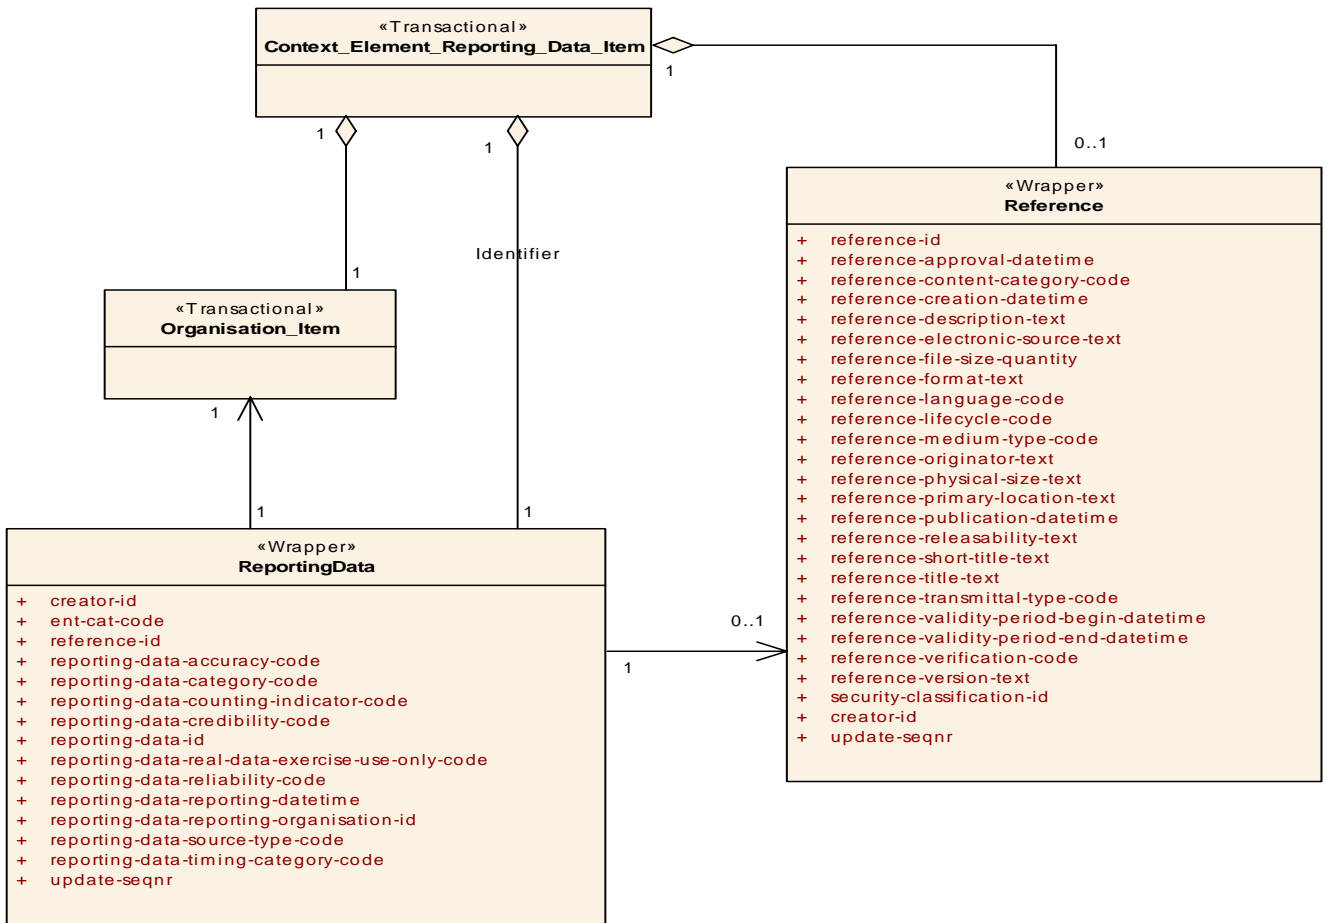 «Transactional»
Context_Element_Reporting_Data_Item
1
1
1
0..1
Identifier
1
«Transactional»
Organisation_Item
1
1
1
«Wrapper»
Reference
+ reference-id
+ reference-approval-datetime
+ reference-content-category-code
+ reference-creation-datetime
+ reference-description-text
+ reference-electronic-source-text
+ reference-file-size-quantity
+ reference-format-text
+ reference-language-code
+ reference-lifecycle-code
+ reference-medium-type-code
+ reference-originator-text
+ reference-physical-size-text
+ reference-primary-location-text
+ reference-publication-datetime
+ reference-releasability-text
+ reference-short-title-text
+ reference-title-text
+ reference-transmittal-type-code
+ reference-validity-period-begin-datetime
+ reference-validity-period-end-datetime
+ reference-verification-code
+ reference-version-text
+ security-classification-id
+ creator-id
+ update-seqnr
«Wrapper»
ReportingData
+ creator-id
+ ent-cat-code
+ reference-id
+ reporting-data-accuracy-code
+ reporting-data-category-code
+ reporting-data-counting-indicator-code
+ reporting-data-credibility-code
+ reporting-data-id
+ reporting-data-real-data-exercise-use-only-code
+ reporting-data-reliability-code
+ reporting-data-reporting-datetime
+ reporting-data-reporting-organisation-id
+ reporting-data-source-type-code
+ reporting-data-timing-category-code
+ update-seqnr
0..1
1